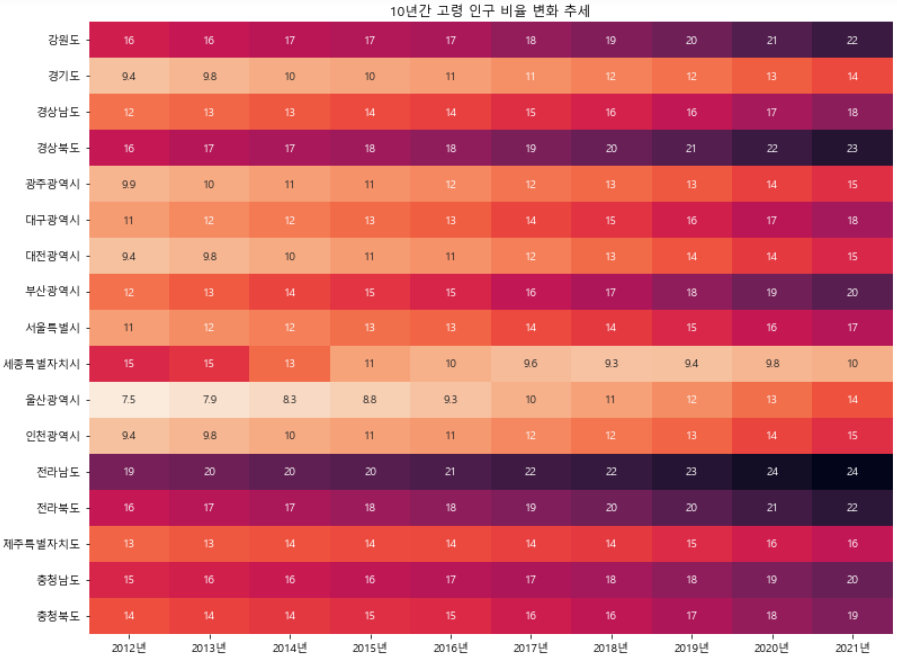 10년간 고령 인구 비율 변화 추세
강원도 16 16 17 17 17 18 19 20 21 22
경기도 9.4 9.8 10 10 11 11 12 12 13 14
경상남도 12 13 13 14 14 15 16 16 17 18
경상북도 16 17 17 18 18 19 20 21 22 23
광주광역시 9.9 10 11 11 12 12 13 13 14 15
대구광역시 11 12 12 13 13 14 15 16 17 18
대전광역시 9.4 9.8 10 11 11 12 13 14 14 15
부산광역시 12 13 14 15 15 16 17 18 19 20
서울특별시 11 12 12 13 13 14 14 15 16 17
세종특별자치시 15 15 13 11 10 9.6 9.3 9.4 9.8 10
울산광역시 7.5 7.9 8.3 8.8 9.3 10 11 12 13 14
인천광역시 9.4 9.8 10 11 11 12 12 13 14 15
전라남도 19 20 20 20 21 22 22 23 24 24
전라북도 16 17 17 18 18 19 20 20 21 22
제주특별자치도 13 13 14 14 14 14 14 15 16 16
충청남도 15 16 16 16 17 17 18 18 19 20
충청북도 14 14 14 15 15 16 16 17 18 19
2012년 2013년 2014년 2015년 2016년 2017년 2018년 2019년 2020년 2021년